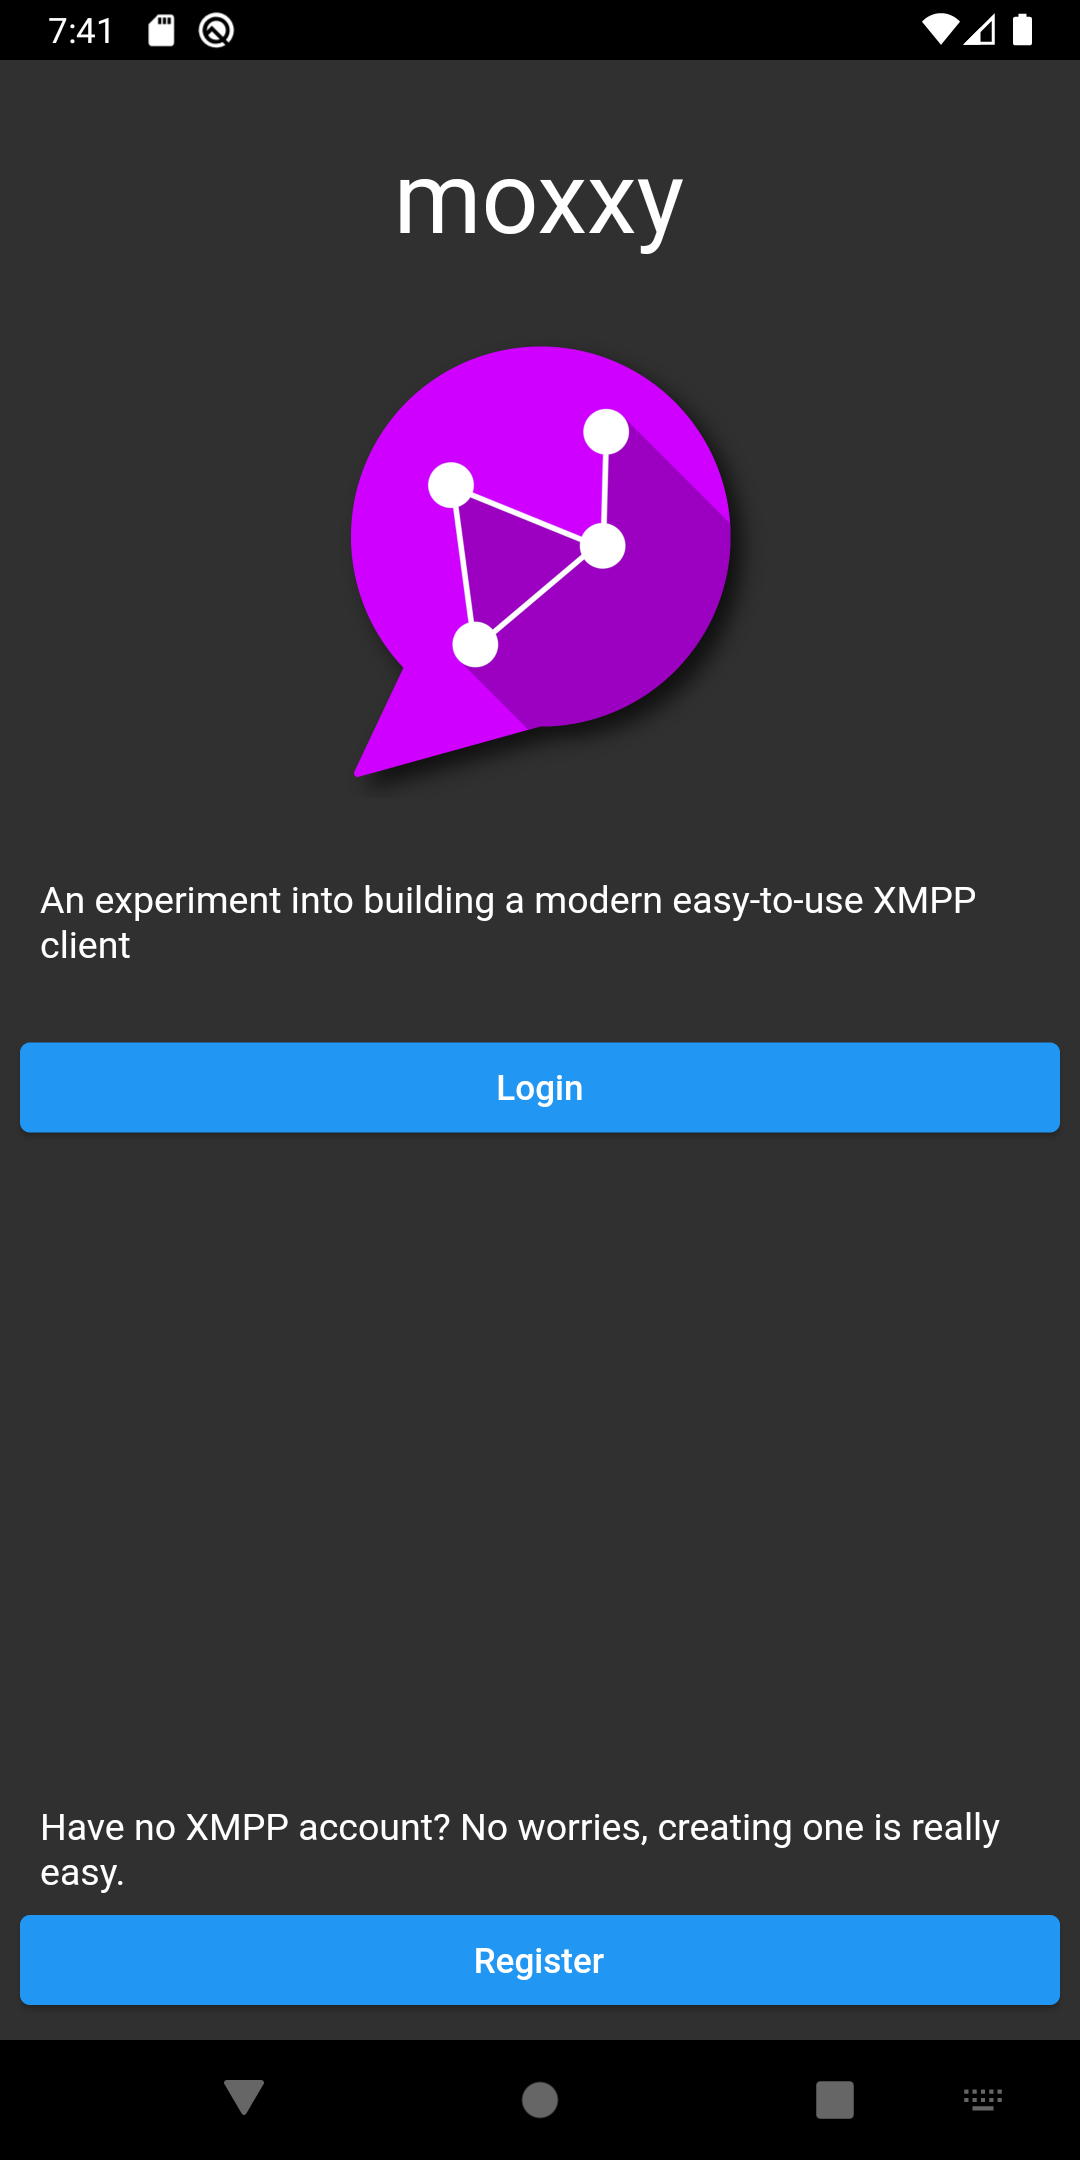 7:41
moxxy
An experiment into building a modern easy-to-use XMPP
client
Login
Have no XMPP account? No worries, creating one is really
easy.
Register